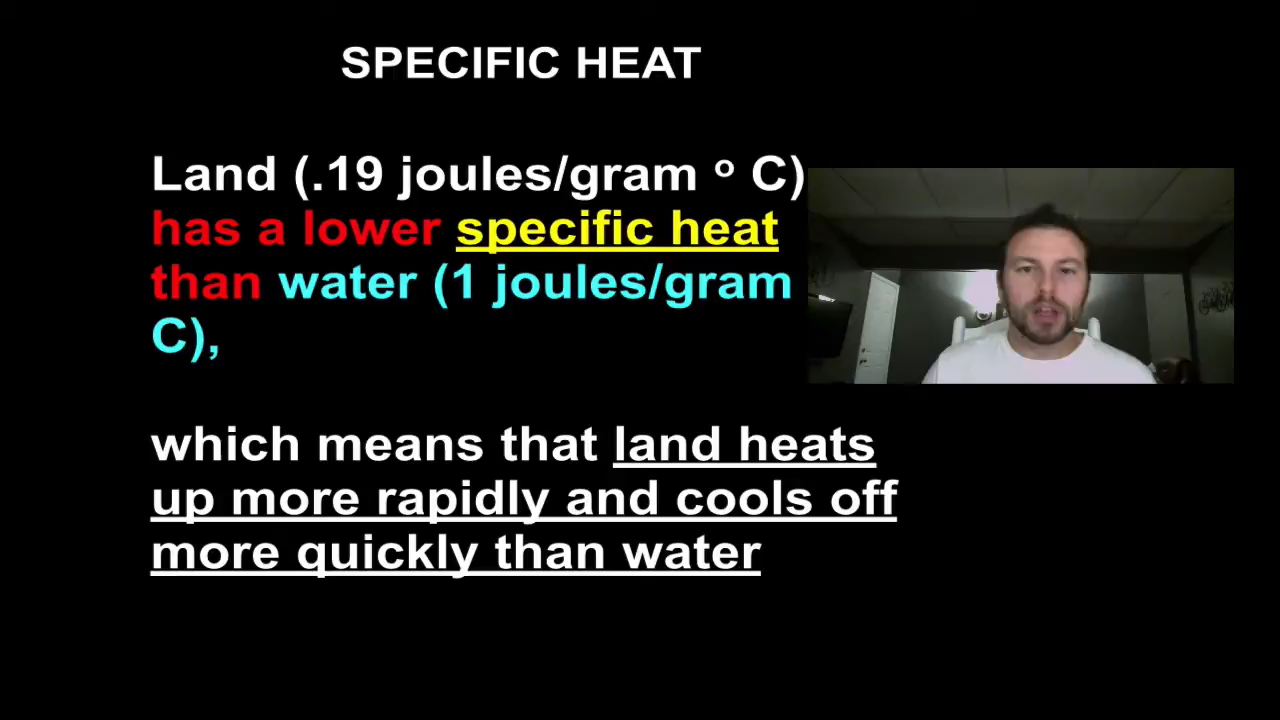 SPECIFIC HEAT
Land (.19 joules/gram ° C)
has a lower specific heat
than water (1 joules/gram
C),
which means that land heats
up more rapidly and cools off
more quickly than water